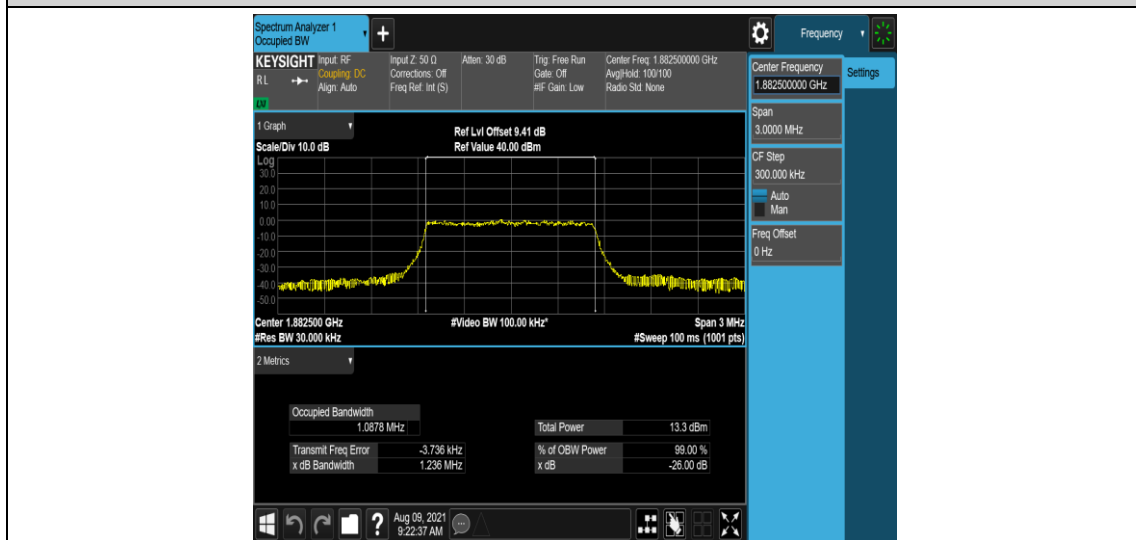 Spectrum Analyzer 1
Occupied BW
+
Frequency
KEYSIGHT Input: RF Input Z: 50 Ω Atten: 30 dB Trig: Free Run Center Freq: 1.882500000 GHz
RL Coupling: DC Corrections: Off Gate: Off Avg|Hold: 100/100
Align: Auto Freq Ref: Int (S) #IF Gain: Low Radio Std: None
LXI
Center Frequency
1.882500000 GHz
Settings
Span
3.0000 MHz
CF Step
300.000 kHz
Auto
Man
Freq Offset
0 Hz
1 Graph
Ref Lvl Offset 9.41 dB
Scale/Div 10.0 dB Ref Value 40.00 dBm
Log
30.0
20.0
10.0
0.00
-10.0
-20.0
-30.0
-40.0
-50.0
Center 1.882500 GHz #Video BW 100.00 kHz* Span 3 MHz
#Res BW 30.000 kHz #Sweep 100 ms (1001 pts)
2 Metrics
Occupied Bandwidth
1.0878 MHz Total Power 13.3 dBm
Transmit Freq Error -3.736 kHz % of OBW Power 99.00 %
x dB Bandwidth 1.236 MHz x dB -26.00 dB
? Aug 09, 2021
9:22:37 AM